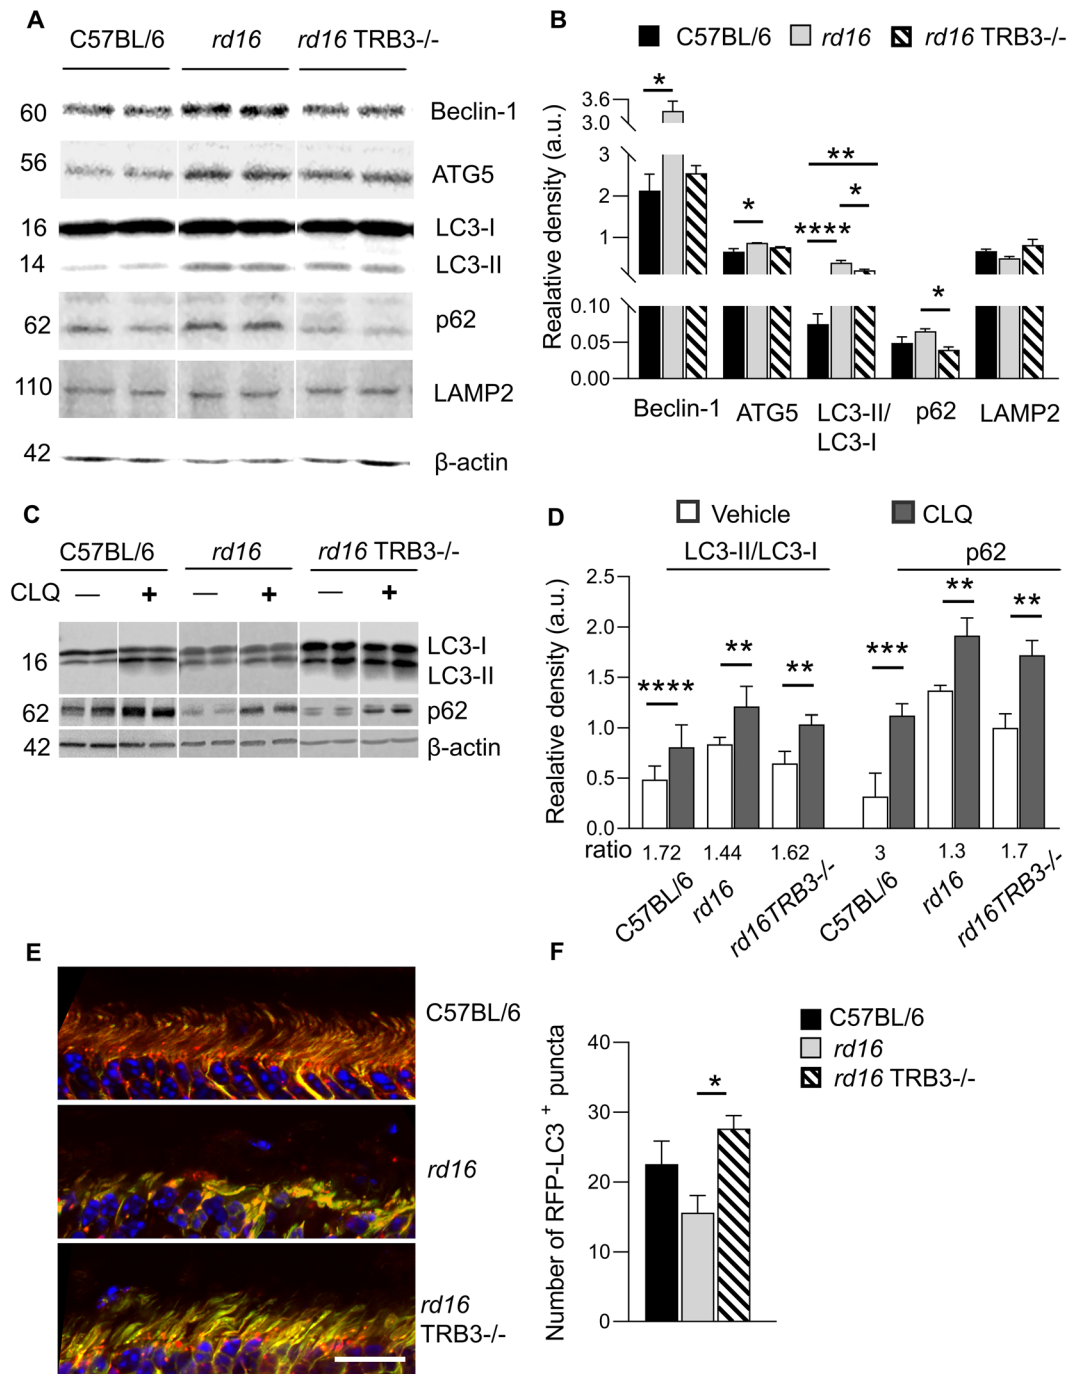 A
C57BL/6 rd16 rd16 TRB3-/-
60 Beclin-1
56 ATG5
16 LC3-I
14 LC3-II
62 p62
110 LAMP2
42 β-actin
B
C57BL/6 rd16 rd16 TRB3-/-
Realative density (a.u.)
3.6
3.0
3
2
1
0.10
0.05
0.00
* * **** ** * *
Beclin-1 ATG5 LC3-II/ p62 LAMP2
LC3-I
C
C57BL/6 rd16 rd16 TRB3-/-
CLQ — + — + — +
LC3-I
16 LC3-II
62 p62
42 β-actin
D
Vehicle CLQ
LC3-II/LC3-I p62
Realative density (a.u.)
2.5
2.0
1.5
1.0
0.5
0.0
**** ** ** *** ** **
ratio 1.72 1.44 1.62 3 1.3 1.7
C57BL/6 rd16 rd16TRB3-/- C57BL/6 rd16 rd16TRB3-/-
E
C57BL/6
rd16
rd16
TRB3-/-
F
C57BL/6
rd16
rd16 TRB3-/-
Number of RFP-LC3 + puncta
40
30
20
10
0
*